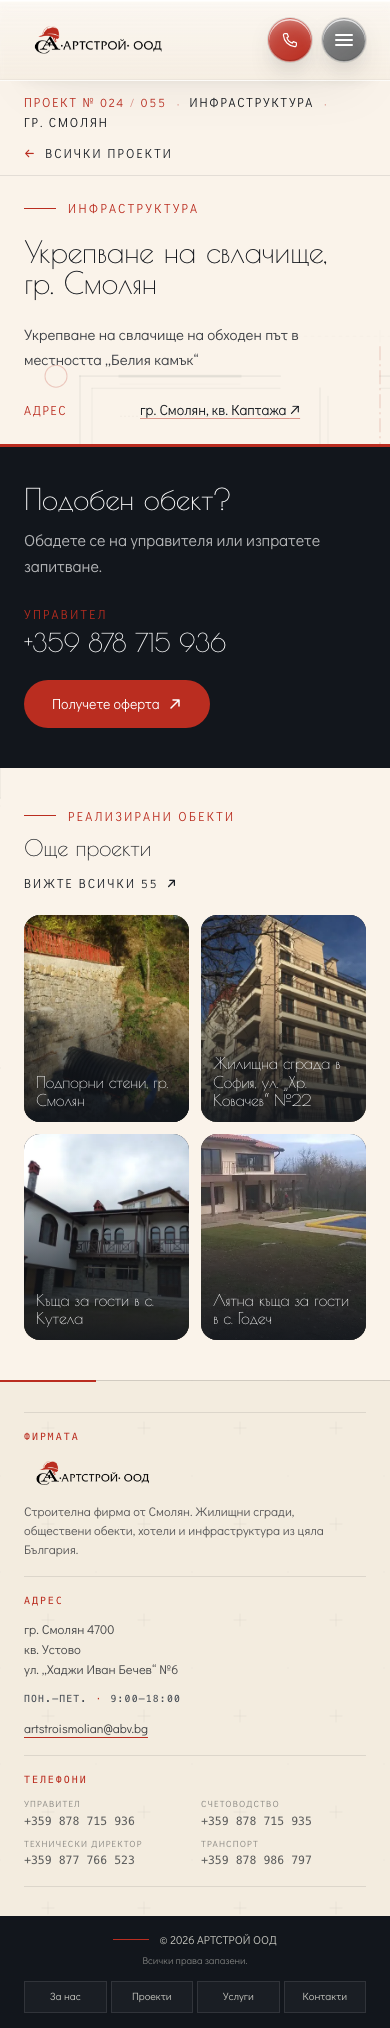 АРТСТРОЙ· ООД
ПРОЕКТ № 024 / 055 · ИНФРАСТРУКТУРА ·
ГР. СМОЛЯН
← ВСИЧКИ ПРОЕКТИ
ИНФРАСТРУКТУРА
Укрепване на свлачище,
гр. Смолян
Укрепване на свлачище на обходен път в
местността „Белия камък“
АДРЕС гр. Смолян, кв. Каптажа ↗
Подобен обект?
Обадете се на управителя или изпратете
запитване.
УПРАВИТЕЛ
+359 878 715 936
Получете оферта ↗
РЕАЛИЗИРАНИ ОБЕКТИ
Още проекти
ВИЖТЕ ВСИЧКИ 55 ↗
Подпорни стени, гр.
Смолян
Жилищна сграда в
София, ул. „Хр.
Ковачев“ №22
Къща за гости в с.
Кутела
Лятна къща за гости
в с. Годеч
ФИРМАТА
АРТСТРОЙ· ООД
Строителна фирма от Смолян. Жилищни сгради,
обществени обекти, хотели и инфраструктура из цяла
България.
АДРЕС
гр. Смолян 4700
кв. Устово
ул. „Хаджи Иван Бечев“ №6
ПОН.–ПЕТ. · 9:00–18:00
artstroismolian@abv.bg
ТЕЛЕФОНИ
УПРАВИТЕЛ СЧЕТОВОДСТВО
+359 878 715 936 +359 878 715 935
ТЕХНИЧЕСКИ ДИРЕКТОР ТРАНСПОРТ
+359 877 766 523 +359 878 986 797
© 2026 АРТСТРОЙ ООД
Всички права запазени.
За нас Проекти Услуги Контакти